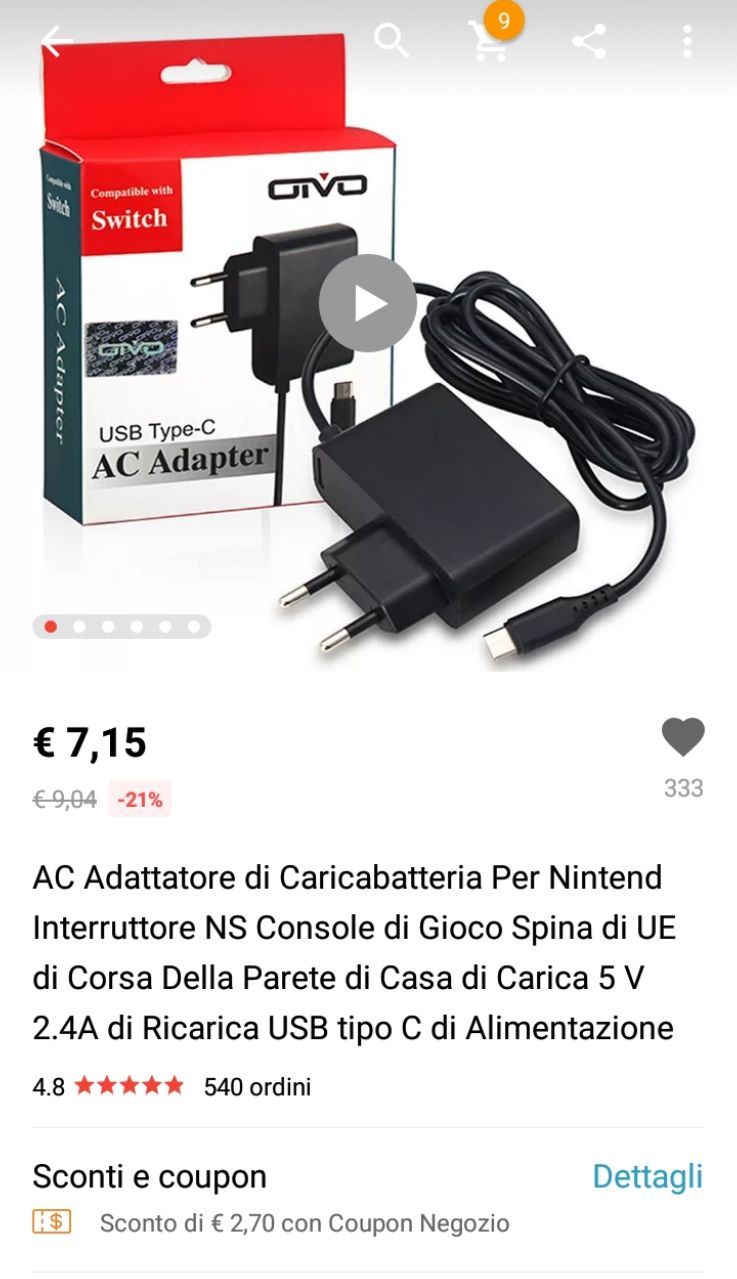 9
Compatible with
Switch
OIVO
Compatible with
Switch
AC Adapter
OIVO
USB Type-C
AC Adapter
€ 7,15
€ 9,04 -21%
333
AC Adattatore di Caricabatteria Per Nintend
Interruttore NS Console di Gioco Spina di UE
di Corsa Della Parete di Casa di Carica 5 V
2.4A di Ricarica USB tipo C di Alimentazione
4.8 ★★★★★ 540 ordini
Sconti e coupon Dettagli
$ Sconto di € 2,70 con Coupon Negozio